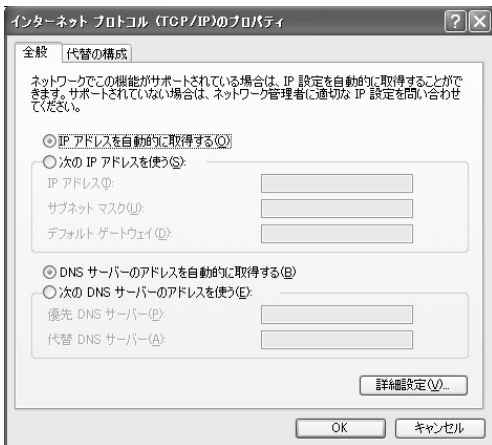 インターネット プロトコル (TCP/IP)のプロパティ
全般
代替の構成
ネットワークでこの機能がサポートされている場合は、IP 設定を自動的に取得することがで
きます。サポートされていない場合は、ネットワーク管理者に適切な IP 設定を問い合わせ
てください。
IP アドレスを自動的に取得する(O)
次の IP アドレスを使う(S):
IP アドレス(I):
サブネット マスク(U):
デフォルト ゲートウェイ(D):
DNS サーバーのアドレスを自動的に取得する(B)
次の DNS サーバーのアドレスを使う(E):
優先 DNS サーバー(P):
代替 DNS サーバー(A):
詳細設定(V)...
OK
キャンセル